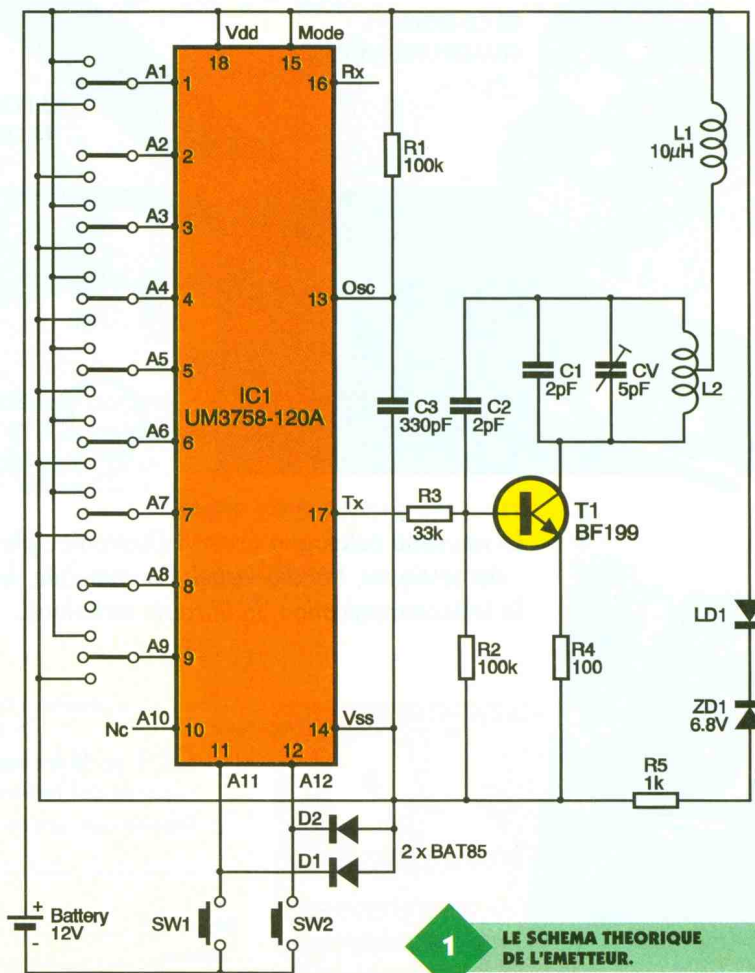 Vdd
Mode
18
15
A1
1
16
Rx
A2
2
R1
100k
L1
10µH
A3
3
A4
4
13
Osc
A5
5
IC1
UM3758-120A
C3
330pF
C2
2pF
C1
2pF
CV
5pF
L2
A6
6
A7
7
17
Tx
R3
33k
T1
BF199
A8
8
A9
9
R2
100k
R4
100
LD1
ZD1
6.8V
Nc
A10
10
14
Vss
11
12
A11
A12
R5
1k
D2
D1
2 x BAT85
+
Battery
12V
-
SW1
SW2
1
LE SCHEMA THEORIQUE
DE L'EMETTEUR.